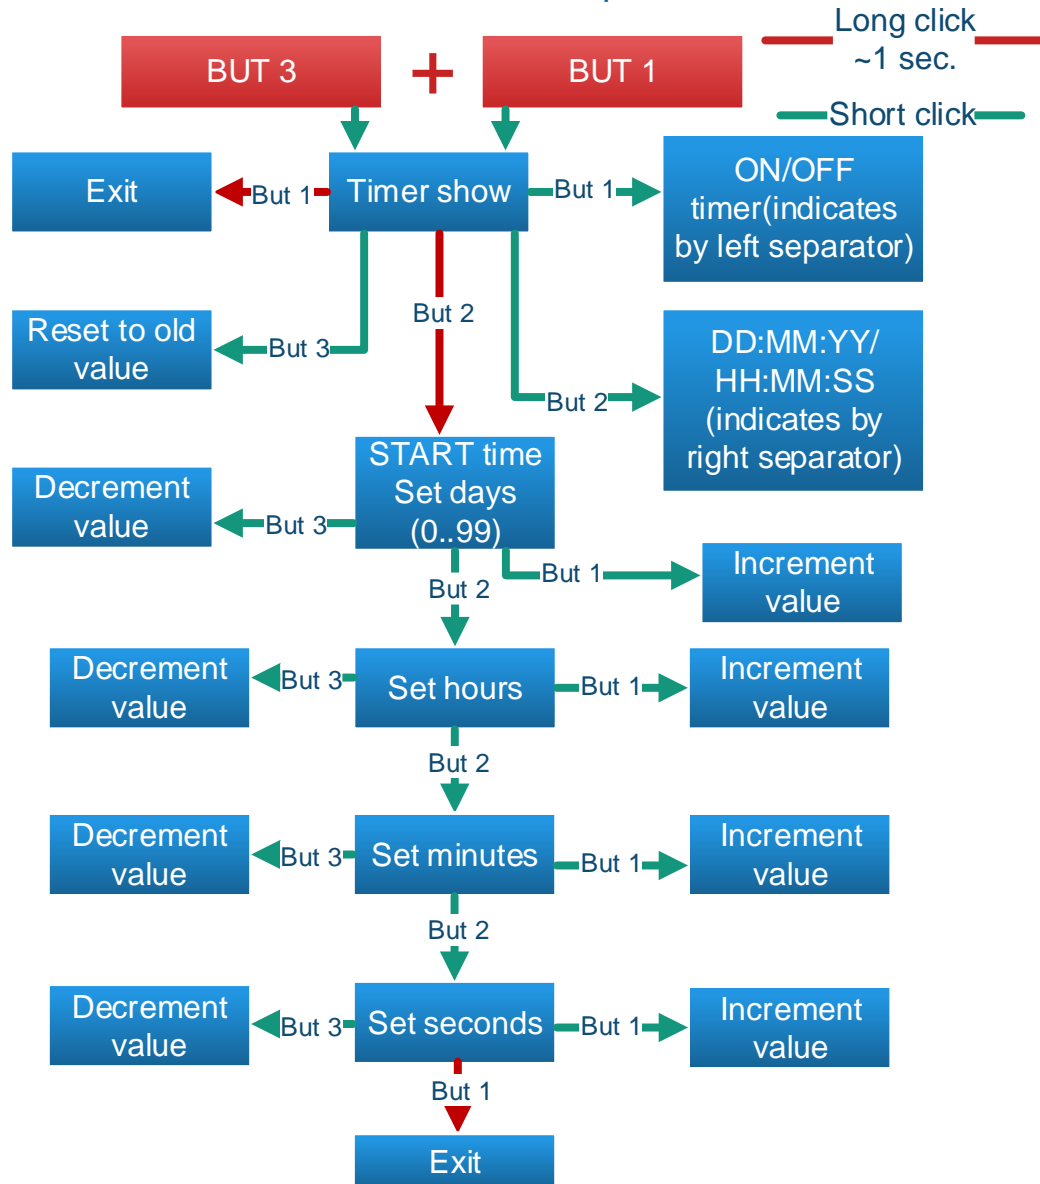 Long click
~1 sec.
BUT 3
+
BUT 1
Short click
Exit
But 1
Timer show
But 1
ON/OFF
timer(indicates
by left separator)
But 2
Reset to old
value
But 3
DD:MM:YY/
HH:MM:SS
(indicates by
right separator)
But 2
START time
Set days
(0..99)
Decrement
value
But 3
But 1
Increment
value
But 2
Decrement
value
But 3
Set hours
But 1
Increment
value
But 2
Decrement
value
But 3
Set minutes
But 1
Increment
value
But 2
Decrement
value
But 3
Set seconds
But 1
Increment
value
But 1
Exit